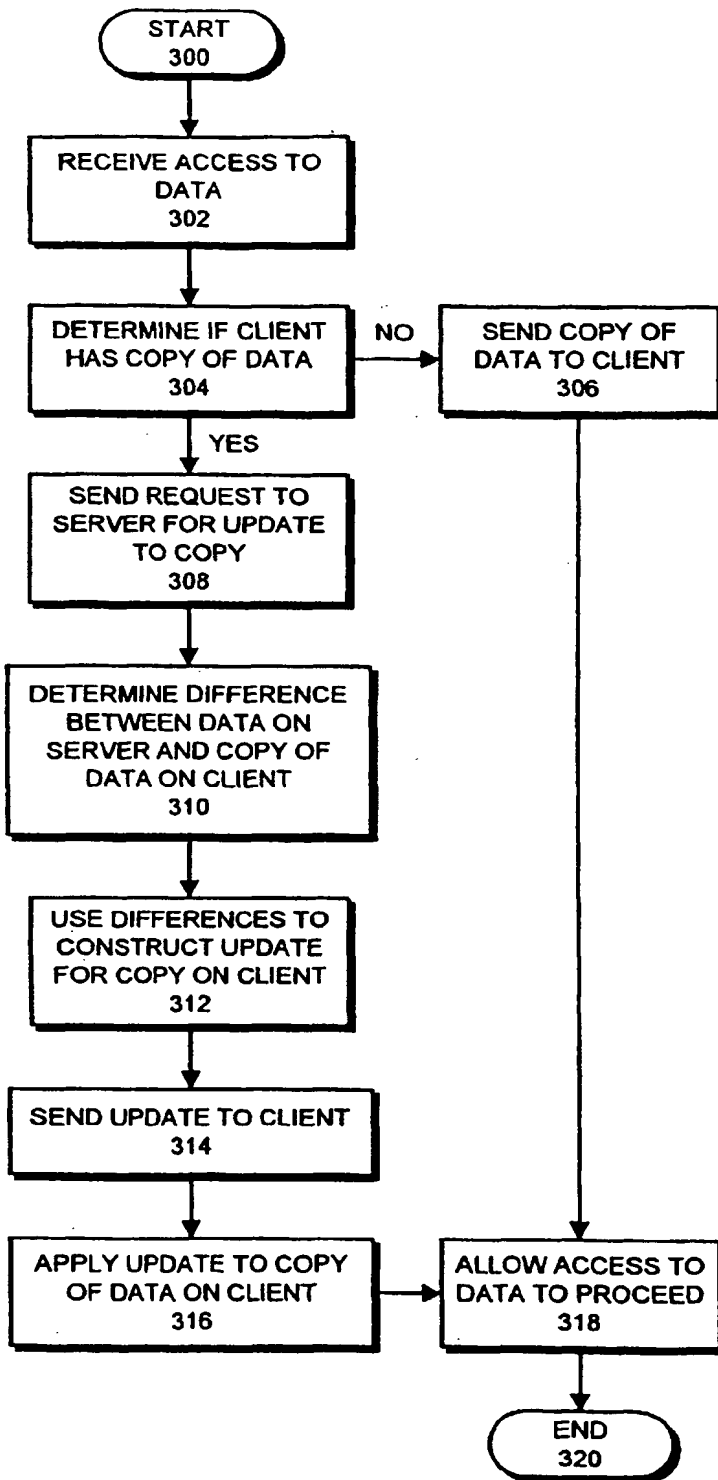 START
300
RECEIVE ACCESS TO
DATA
302
DETERMINE IF CLIENT
HAS COPY OF DATA
304
NO
SEND COPY OF
DATA TO CLIENT
306
YES
SEND REQUEST TO
SERVER FOR UPDATE
TO COPY
308
DETERMINE DIFFERENCE
BETWEEN DATA ON
SERVER AND COPY OF
DATA ON CLIENT
310
USE DIFFERENCES TO
CONSTRUCT UPDATE
FOR COPY ON CLIENT
312
SEND UPDATE TO CLIENT
314
APPLY UPDATE TO COPY
OF DATA ON CLIENT
316
ALLOW ACCESS TO
DATA TO PROCEED
318
END
320